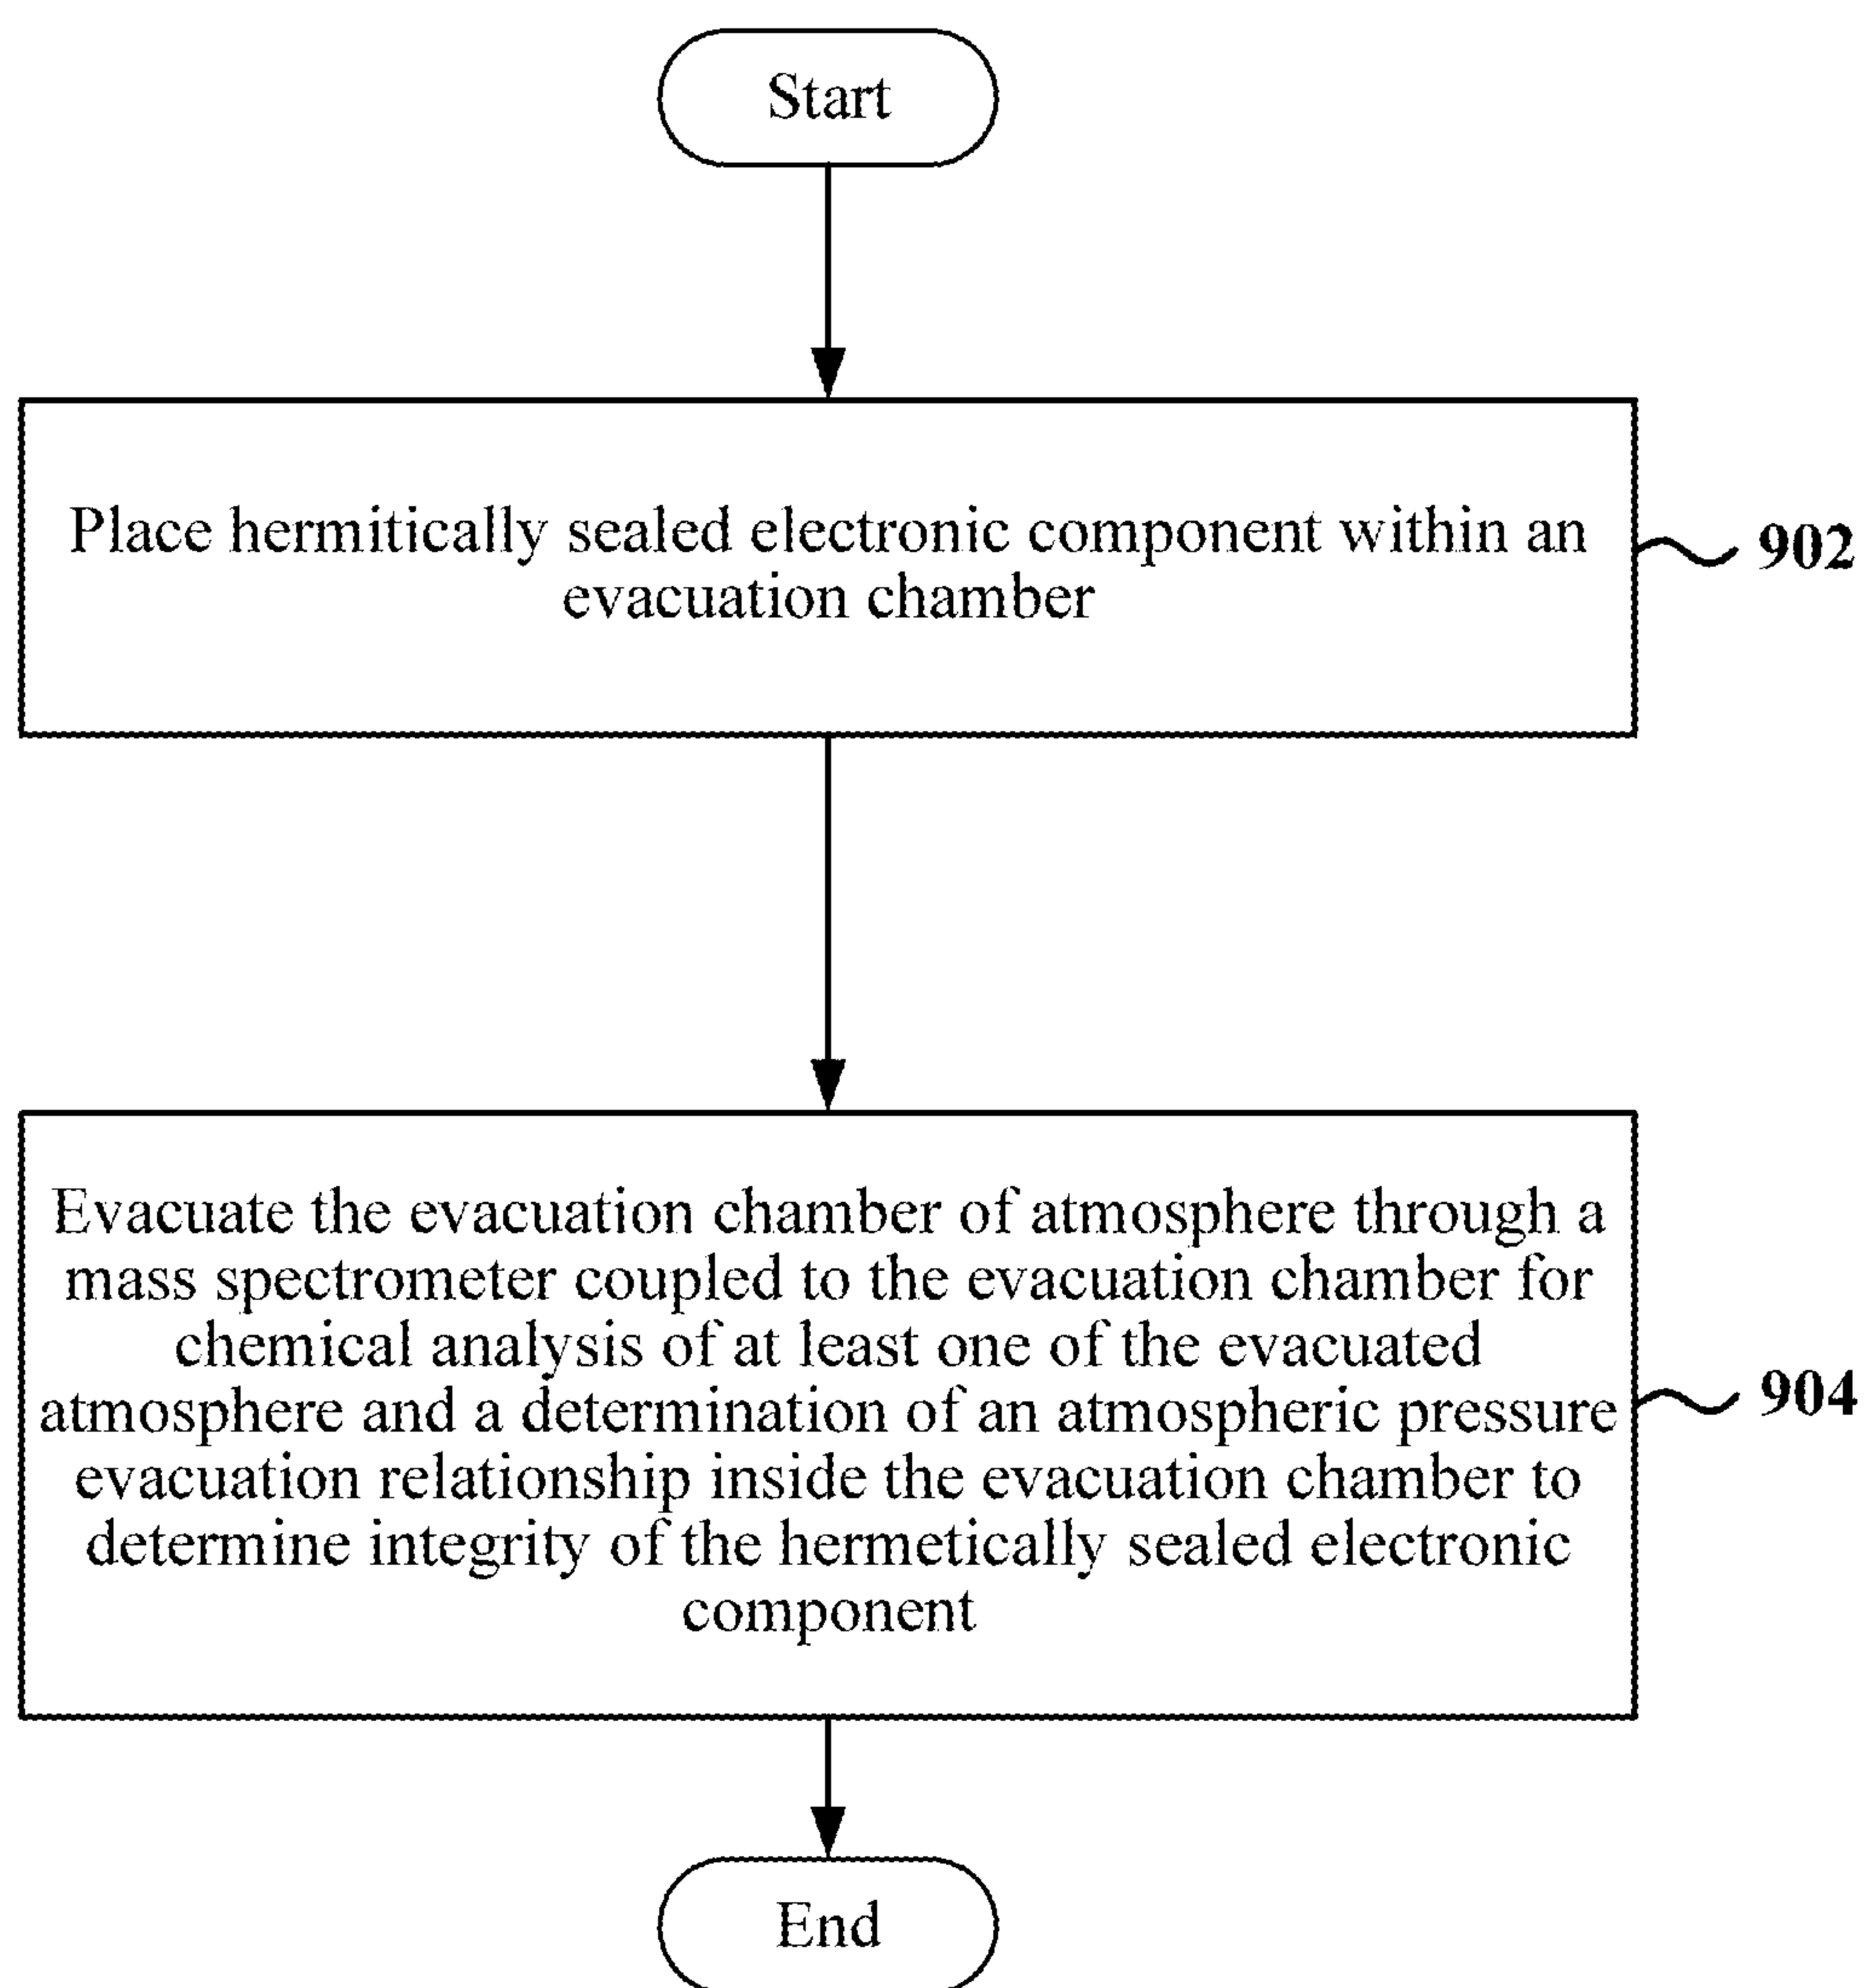 Start
Place hermitically sealed electronic component within an
evacuation chamber
902
Evacuate the evacuation chamber of atmosphere through a
mass spectrometer coupled to the evacuation chamber for
chemical analysis of at least one of the evacuated
atmosphere and a determination of an atmospheric pressure
evacuation relationship inside the evacuation chamber to
determine integrity of the hermetically sealed electronic
component
904
End